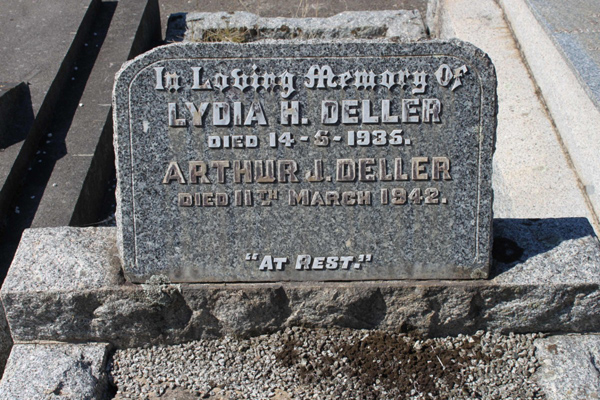 In Loving Memory Of
LYDIA H. DELLER
DIED 14-5-1935.
ARTHUR J. DELLER
DIED 11TH MARCH 1942.
"AT REST."